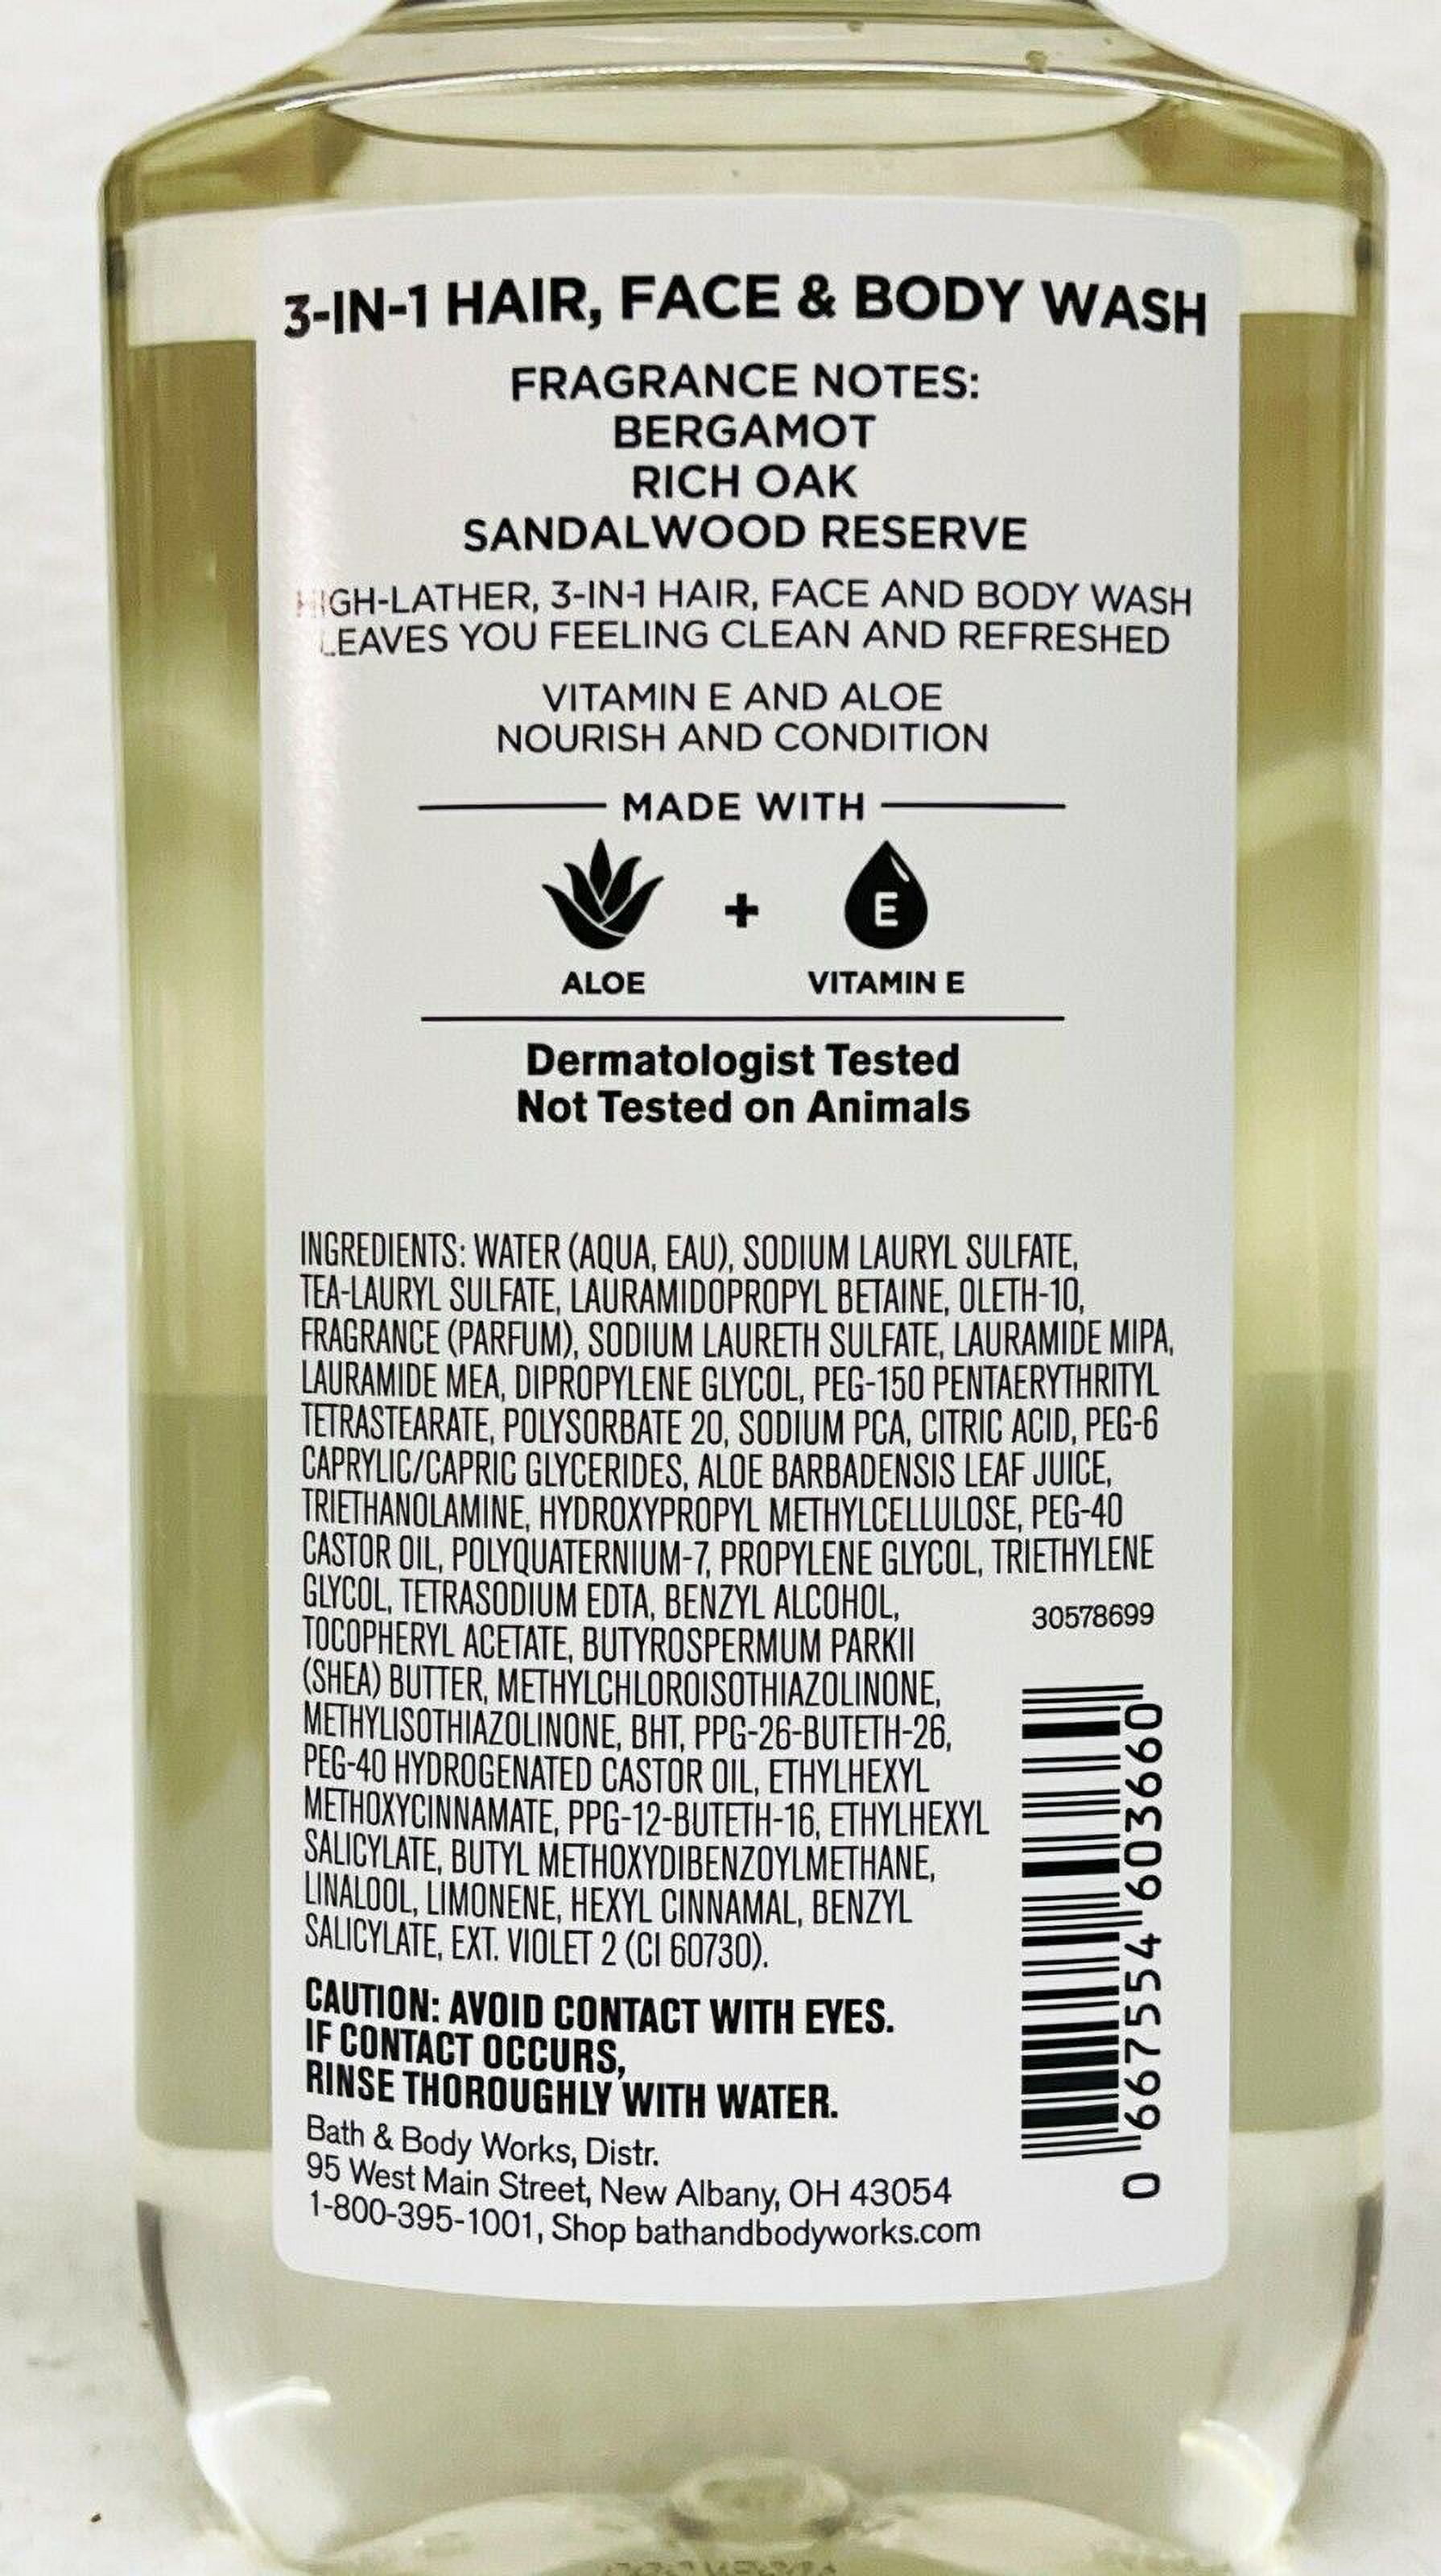 3-IN-1 HAIR, FACE & BODY WASH
FRAGRANCE NOTES:
BERGAMOT
RICH OAK
SANDALWOOD RESERVE
HIGH-LATHER, 3-IN-1 HAIR, FACE AND BODY WASH
LEAVES YOU FEELING CLEAN AND REFRESHED
VITAMIN E AND ALOE
NOURISH AND CONDITION
MADE WITH
+ E
ALOE VITAMIN E
Dermatologist Tested
Not Tested on Animals
INGREDIENTS: WATER (AQUA, EAU), SODIUM LAURYL SULFATE,
TEA-LAURYL SULFATE, LAURAMIDOPROPYL BETAINE, OLETH-10,
FRAGRANCE (PARFUM), SODIUM LAURETH SULFATE, LAURAMIDE MIPA,
LAURAMIDE MEA, DIPROPYLENE GLYCOL, PEG-150 PENTAERYTHRITYL
TETRASTEARATE, POLYSORBATE 20, SODIUM PCA, CITRIC ACID, PEG-6
CAPRYLIC/CAPRIC GLYCERIDES, ALOE BARBADENSIS LEAF JUICE,
TRIETHANOLAMINE, HYDROXYPROPYL METHYLCELLULOSE, PEG-40
CASTOR OIL, POLYQUATERNIUM-7, PROPYLENE GLYCOL, TRIETHYLENE
GLYCOL, TETRASODIUM EDTA, BENZYL ALCOHOL,
TOCOPHERYL ACETATE, BUTYROSPERMUM PARKII
(SHEA) BUTTER, METHYLCHLOROISOTHIAZOLINONE,
METHYLISOTHIAZOLINONE, BHT, PPG-26-BUTETH-26,
PEG-40 HYDROGENATED CASTOR OIL, ETHYLHEXYL
METHOXYCINNAMATE, PPG-12-BUTETH-16, ETHYLHEXYL
SALICYLATE, BUTYL METHOXYDIBENZOYLMETHANE,
LINALOOL, LIMONENE, HEXYL CINNAMAL, BENZYL
SALICYLATE, EXT. VIOLET 2 (CI 60730).
30578699
0 667554 603660
CAUTION: AVOID CONTACT WITH EYES.
IF CONTACT OCCURS,
RINSE THOROUGHLY WITH WATER.
Bath & Body Works, Distr.
95 West Main Street, New Albany, OH 43054
1-800-395-1001, Shop bathandbodyworks.com